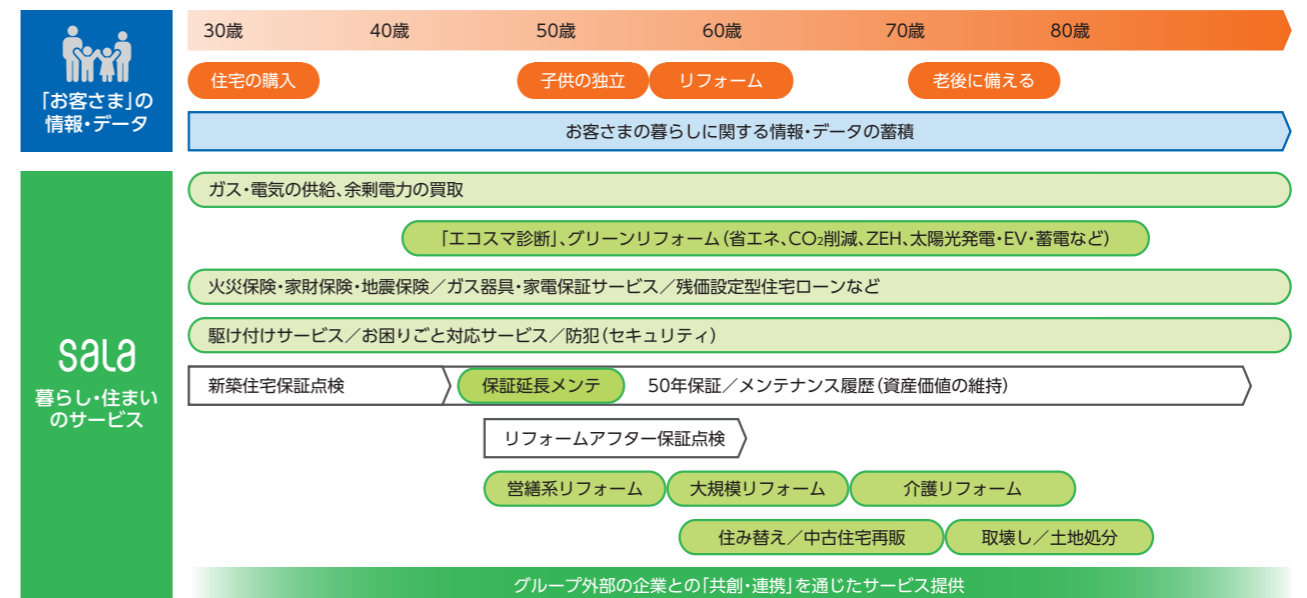 「お客さま」の
情報・データ
30歳 40歳 50歳 60歳 70歳 80歳
住宅の購入 子供の独立 リフォーム 老後に備える
お客さまの暮らしに関する情報・データの蓄積
sala
暮らし・住まい
のサービス
ガス・電気の供給、余剰電力の買取
「エコスマ診断」、グリーンリフォーム（省エネ、CO₂削減、ZEH、太陽光発電・EV・蓄電など）
火災保険・家財保険・地震保険／ガス器具・家電保証サービス／残価設定型住宅ローンなど
駆け付けサービス／お困りごと対応サービス／防犯（セキュリティ）
新築住宅保証点検 保証延長メンテ 50年保証／メンテナンス履歴（資産価値の維持）
リフォームアフター保証点検
営繕系リフォーム 大規模リフォーム 介護リフォーム
住み替え／中古住宅再販 取壊し／土地処分
グループ外部の企業との「共創・連携」を通じたサービス提供